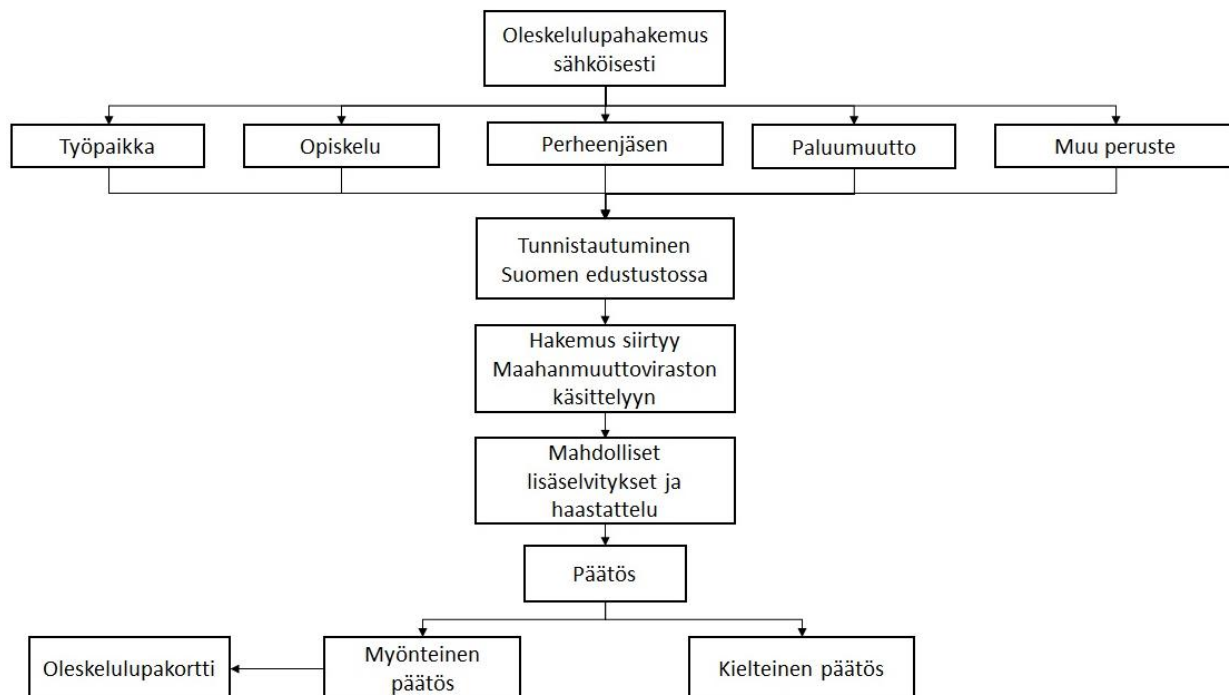 Oleskelulupahakemus
sähköisesti
Työpaikka
Opiskelu
Perheenjäsen
Paluumuutto
Muu peruste
Tunnistautuminen
Suomen edustustossa
Hakemus siirtyy
Maahanmuuttoviraston
käsittelyyn
Mahdolliset
lisäselvitykset ja
haastattelu
Päätös
Oleskelulupakortti
Myönteinen
päätös
Kielteinen päätös